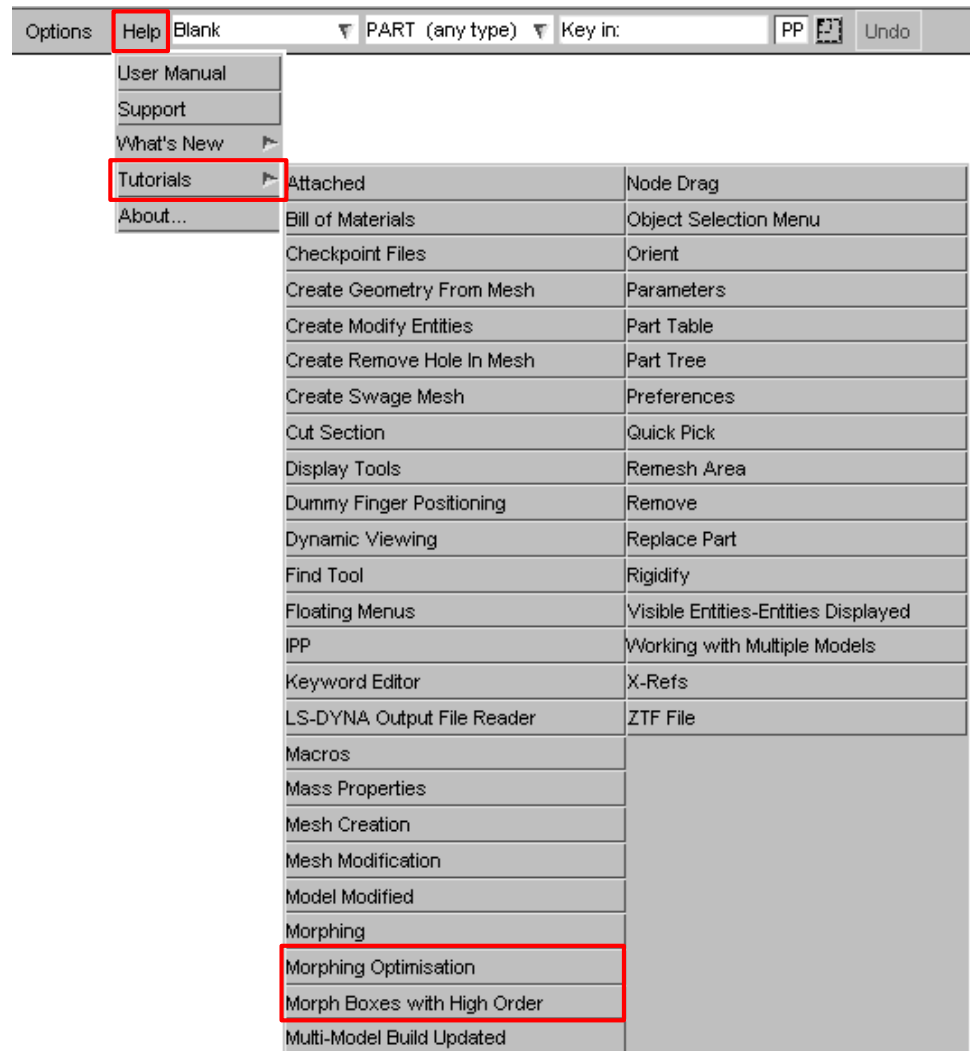 Options Help Blank PART (any type) Key in: PP Undo
User Manual
Support
What's New
Tutorials
About...
Attached
Bill of Materials
Checkpoint Files
Create Geometry From Mesh
Create Modify Entities
Create Remove Hole In Mesh
Create Swage Mesh
Cut Section
Display Tools
Dummy Finger Positioning
Dynamic Viewing
Find Tool
Floating Menus
IPP
Keyword Editor
LS-DYNA Output File Reader
Macros
Mass Properties
Mesh Creation
Mesh Modification
Model Modified
Morphing
Morphing Optimisation
Morph Boxes with High Order
Multi-Model Build Updated
Node Drag
Object Selection Menu
Orient
Parameters
Part Table
Part Tree
Preferences
Quick Pick
Remesh Area
Remove
Replace Part
Rigidify
Visible Entities-Entities Displayed
Working with Multiple Models
X-Refs
ZTF File